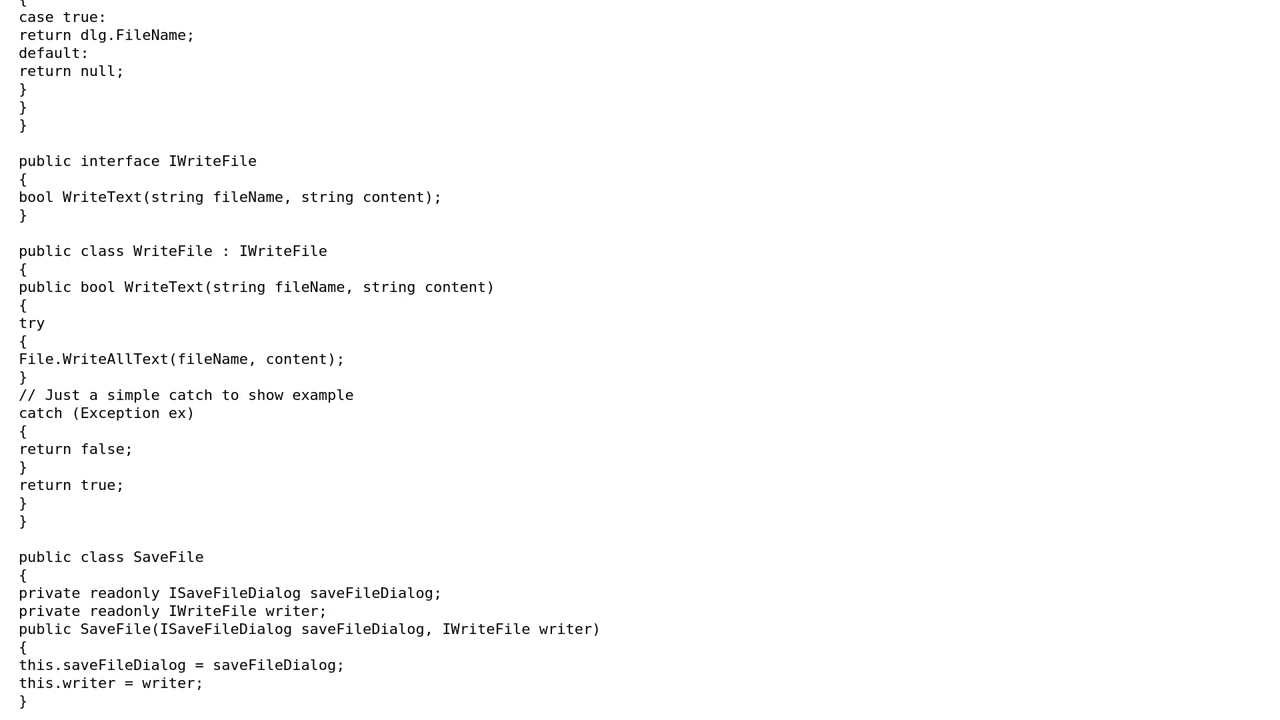 {
case true:
return dlg.FileName;
default:
return null;
}
}
}

public interface IWriteFile
{
bool WriteText(string fileName, string content);
}

public class WriteFile : IWriteFile
{
public bool WriteText(string fileName, string content)
{
try
{
File.WriteAllText(fileName, content);
}
// Just a simple catch to show example
catch (Exception ex)
{
return false;
}
return true;
}
}

public class SaveFile
{
private readonly ISaveFileDialog saveFileDialog;
private readonly IWriteFile writer;
public SaveFile(ISaveFileDialog saveFileDialog, IWriteFile writer)
{
this.saveFileDialog = saveFileDialog;
this.writer = writer;
}